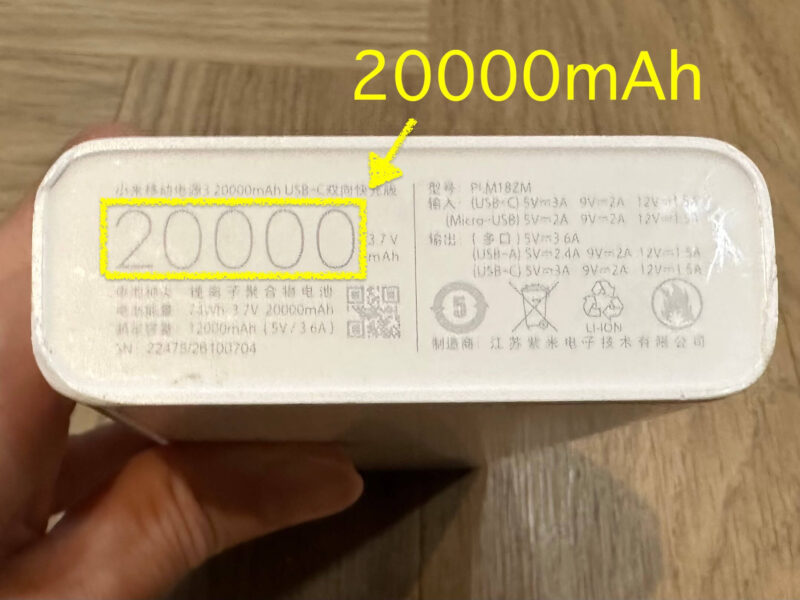 20000mAh
小米移动电源3 20000mAh USB-C双向快充版
20000
3.7V
mAh
锂离子聚合物电池
电池能量 74Wh 3.7V 20000mAh
额定容量 12000mAh (5V/3.6A)
SN: 22478/26100704
型号: PLM18ZM
输入: (USB-C) 5V⎓3A 9V⎓2A 12V⎓1.5A
(Micro-USB) 5V⎓2A 9V⎓2A 12V⎓1.5A
输出: (多口) 5V⎓3.6A
(USB-A) 5V⎓2.4A 9V⎓2A 12V⎓1.5A
(USB-C) 5V⎓3A 9V⎓2A 12V⎓1.5A
5
LI-ION
制造商: 江苏紫米电子技术有限公司